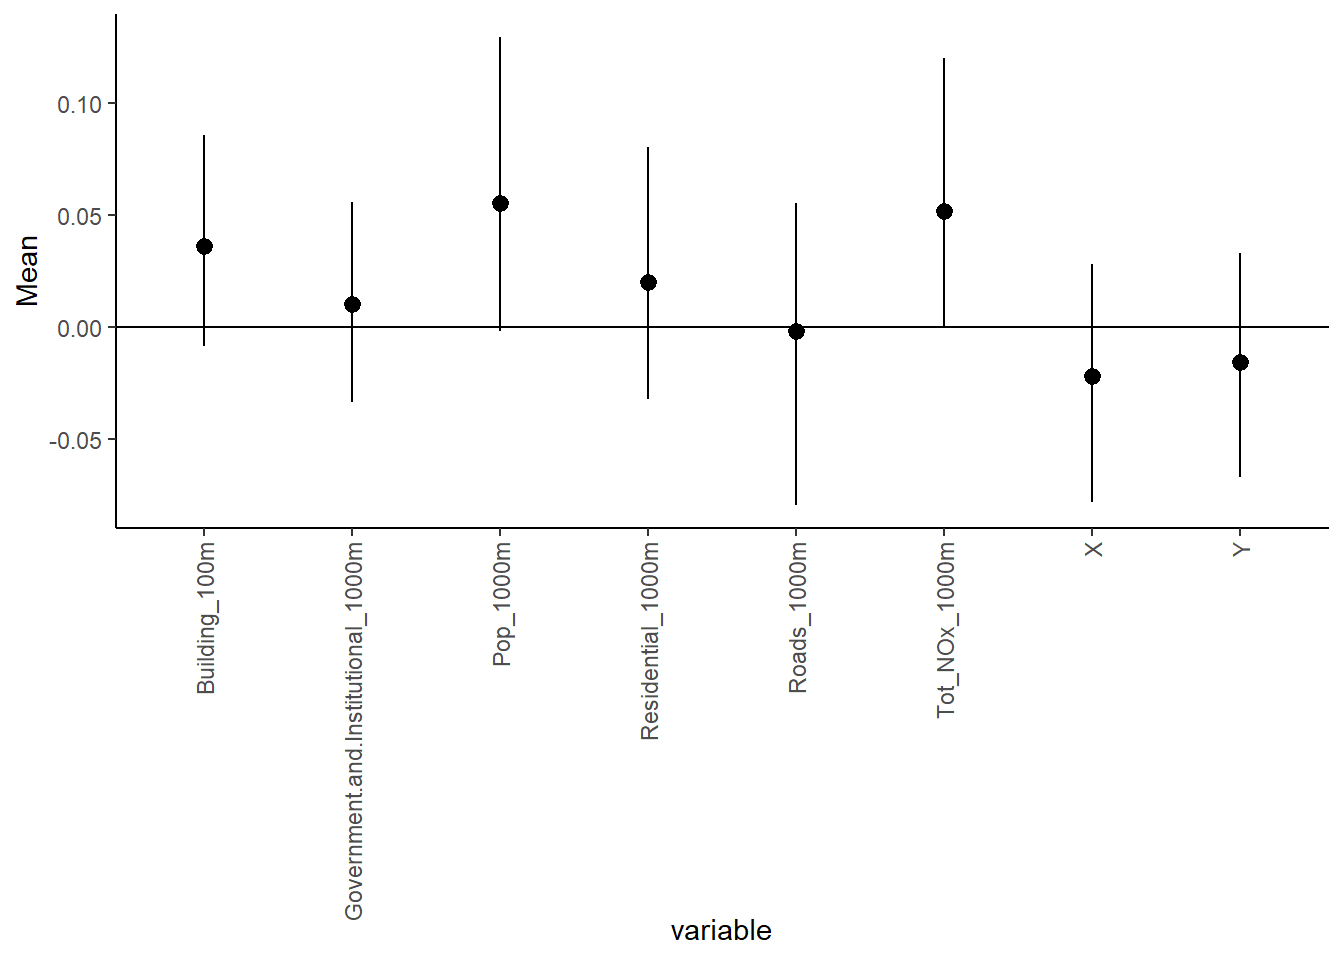 Mean
0.10
0.05
0.00
-0.05
Building_100m
Government.and.Institutional_1000m
Pop_1000m
Residential_1000m
Roads_1000m
Tot_NOx_1000m
X
Y
variable